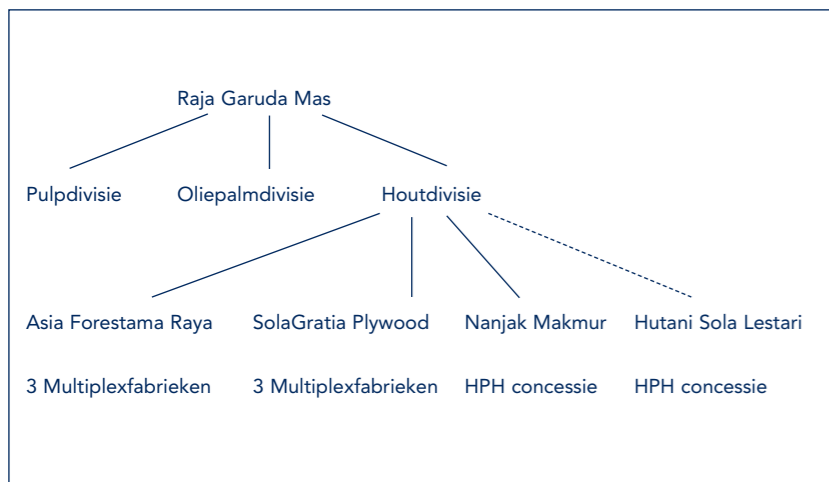 Raja Garuda Mas
Pulpdivisie Oliepalmdivisie Houtdivisie
Asia Forestama Raya SolaGratia Plywood Nanjak Makmur Hutani Sola Lestari
3 Multiplexfabrieken 3 Multiplexfabrieken HPH concessie HPH concessie